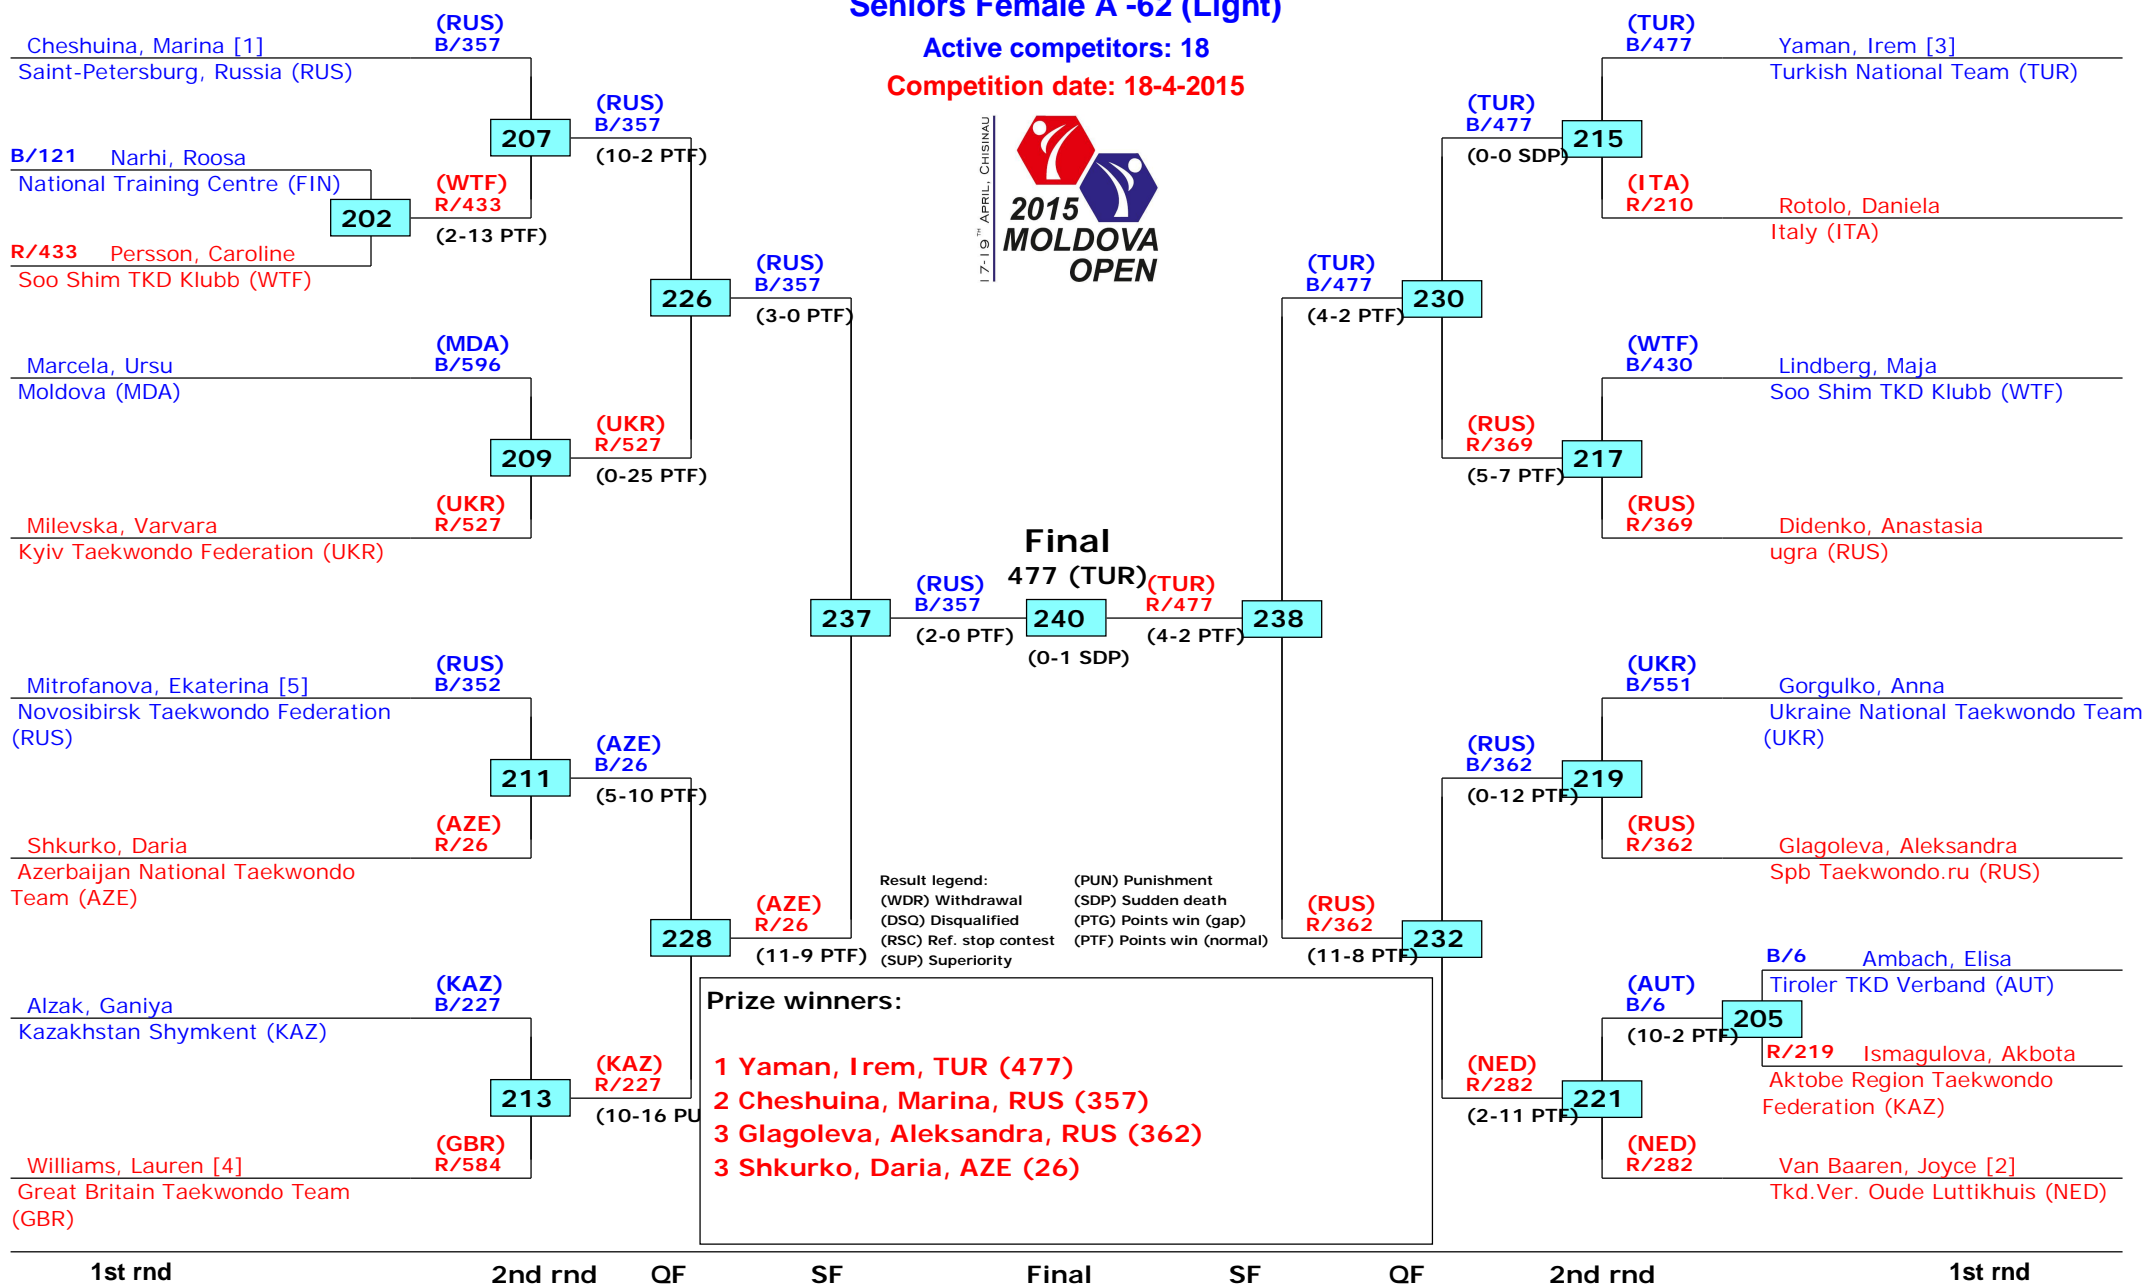 Seniors Female A -62 (Light)
Active competitors: 18
Competition date: 18-4-2015
17-19TH APRIL, CHISINAU
2015
MOLDOVA
OPEN
(RUS)
B/357
Cheshuina, Marina [1]
Saint-Petersburg, Russia (RUS)
207
(RUS)
B/357
(10-2 PTF)
B/121 Narhi, Roosa
National Training Centre (FIN)
202
(WTF)
R/433
(2-13 PTF)
R/433 Persson, Caroline
Soo Shim TKD Klubb (WTF)
226
(RUS)
B/357
(3-0 PTF)
(MDA)
B/596
Marcela, Ursu
Moldova (MDA)
209
(UKR)
R/527
(0-25 PTF)
(UKR)
R/527
Milevska, Varvara
Kyiv Taekwondo Federation (UKR)
237
(RUS)
B/357
(2-0 PTF)
Final
477 (TUR)
240
(0-1 SDP)
(TUR)
R/477
(4-2 PTF)
238
(RUS)
B/352
Mitrofanova, Ekaterina [5]
Novosibirsk Taekwondo Federation
(RUS)
211
(AZE)
B/26
(5-10 PTF)
(AZE)
R/26
Shkurko, Daria
Azerbaijan National Taekwondo
Team (AZE)
228
(AZE)
R/26
(11-9 PTF)
(KAZ)
B/227
Alzak, Ganiya
Kazakhstan Shymkent (KAZ)
213
(KAZ)
R/227
(10-16 PU
(GBR)
R/584
Williams, Lauren [4]
Great Britain Taekwondo Team
(GBR)
(TUR)
B/477
Yaman, Irem [3]
Turkish National Team (TUR)
215
(TUR)
B/477
(0-0 SDP)
(ITA)
R/210
Rotolo, Daniela
Italy (ITA)
230
(TUR)
B/477
(4-2 PTF)
(WTF)
B/430
Lindberg, Maja
Soo Shim TKD Klubb (WTF)
217
(RUS)
R/369
(5-7 PTF)
(RUS)
R/369
Didenko, Anastasia
ugra (RUS)
(UKR)
B/551
Gorgulko, Anna
Ukraine National Taekwondo Team
(UKR)
219
(RUS)
B/362
(0-12 PTF)
(RUS)
R/362
Glagoleva, Aleksandra
Spb Taekwondo.ru (RUS)
232
(RUS)
R/362
(11-8 PTF)
B/6 Ambach, Elisa
Tiroler TKD Verband (AUT)
205
(AUT)
B/6
(10-2 PTF)
R/219 Ismagulova, Akbota
Aktobe Region Taekwondo
Federation (KAZ)
221
(NED)
R/282
(2-11 PTF)
(NED)
R/282
Van Baaren, Joyce [2]
Tkd.Ver. Oude Luttikhuis (NED)
Result legend:
(WDR) Withdrawal
(DSQ) Disqualified
(RSC) Ref. stop contest
(SUP) Superiority
(PUN) Punishment
(SDP) Sudden death
(PTG) Points win (gap)
(PTF) Points win (normal)
Prize winners:
1 Yaman, Irem, TUR (477)
2 Cheshuina, Marina, RUS (357)
3 Glagoleva, Aleksandra, RUS (362)
3 Shkurko, Daria, AZE (26)
1st rnd 2nd rnd QF SF Final SF QF 2nd rnd 1st rnd